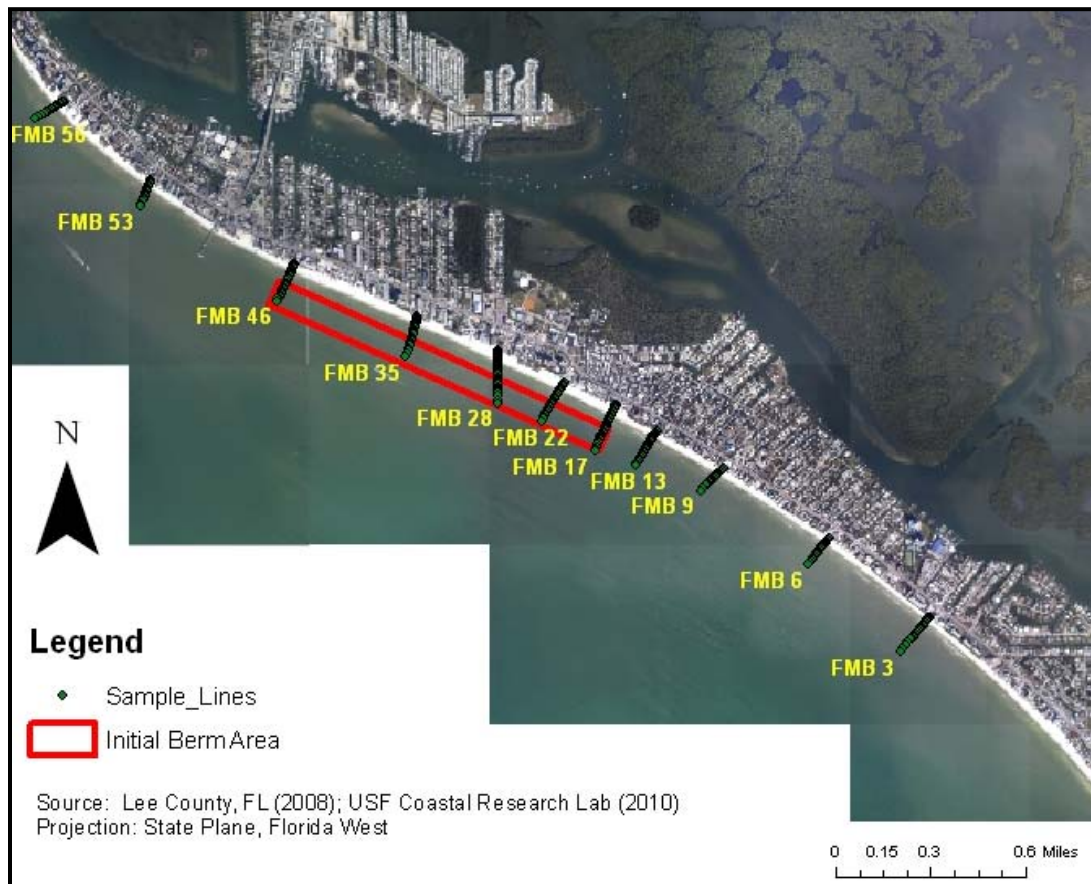 FMB 56
FMB 53
FMB 46
FMB 35
FMB 28
FMB 22
FMB 17
FMB 13
FMB 9
FMB 6
FMB 3
N
Legend
Sample_Lines
Initial Berm Area
Source: Lee County, FL (2008); USF Coastal Research Lab (2010)
Projection: State Plane, Florida West
0 0.15 0.3 0.6 Miles